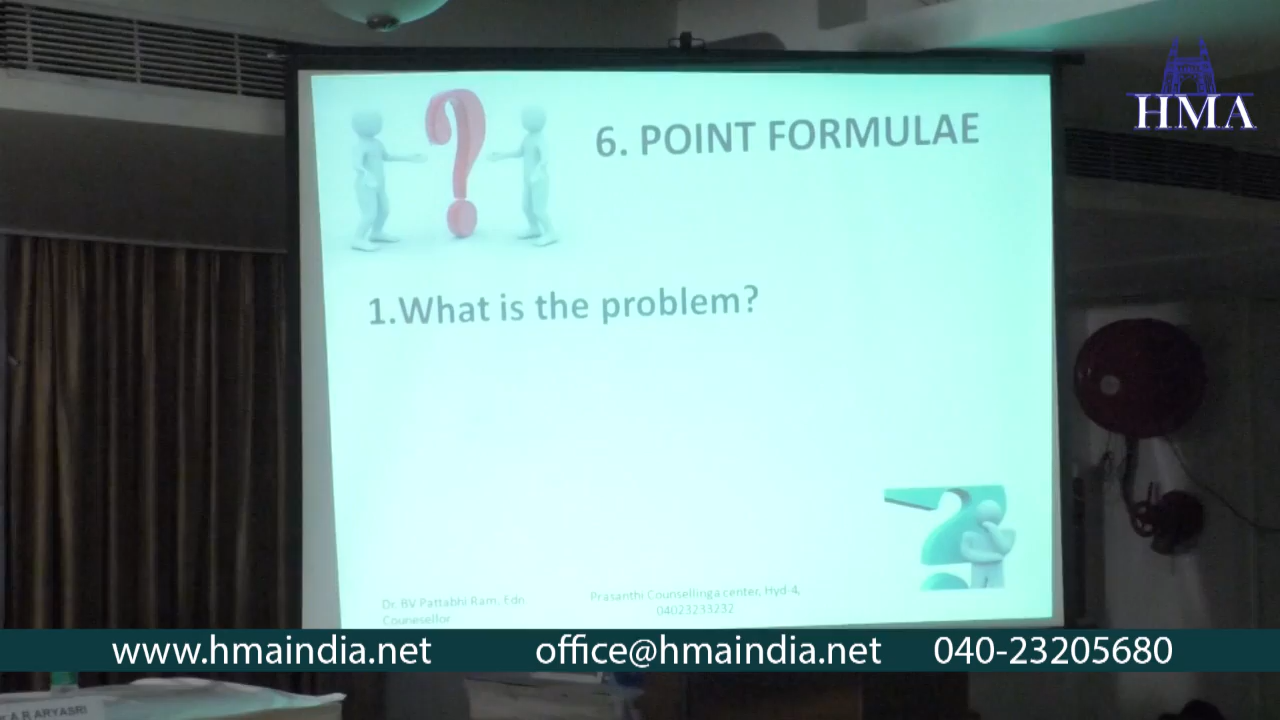 HMA
6. POINT FORMULAE
1.What is the problem?
Dr. BV Pattabhi Ram, Edn
Counesellor
Prasanthi Counsellinga center, Hyd-4,
04023233232
www.hmaindia.net office@hmaindia.net 040-23205680
A R ARYASRI